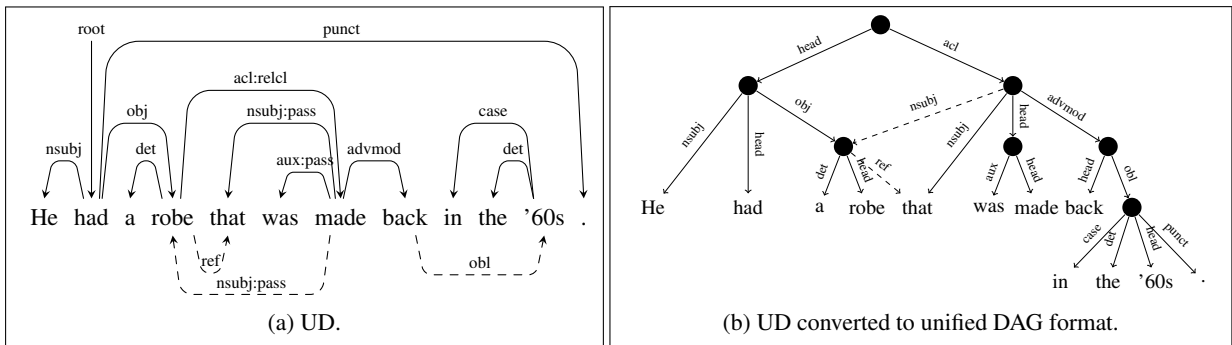 root
punct
acl:relcl
obj
nsubj:pass
case
nsubj
det
aux:pass
advmod
det
He had a robe that was made back in the '60s .
ref
obl
nsubj:pass
(a) UD.
head
acl
nsubj
head
obj
nsubj
nsubj
head
advmod
det
head
ref
aux
head
head
obl
He had a robe that was made back
case
det
head
punct
in the '60s .
(b) UD converted to unified DAG format.